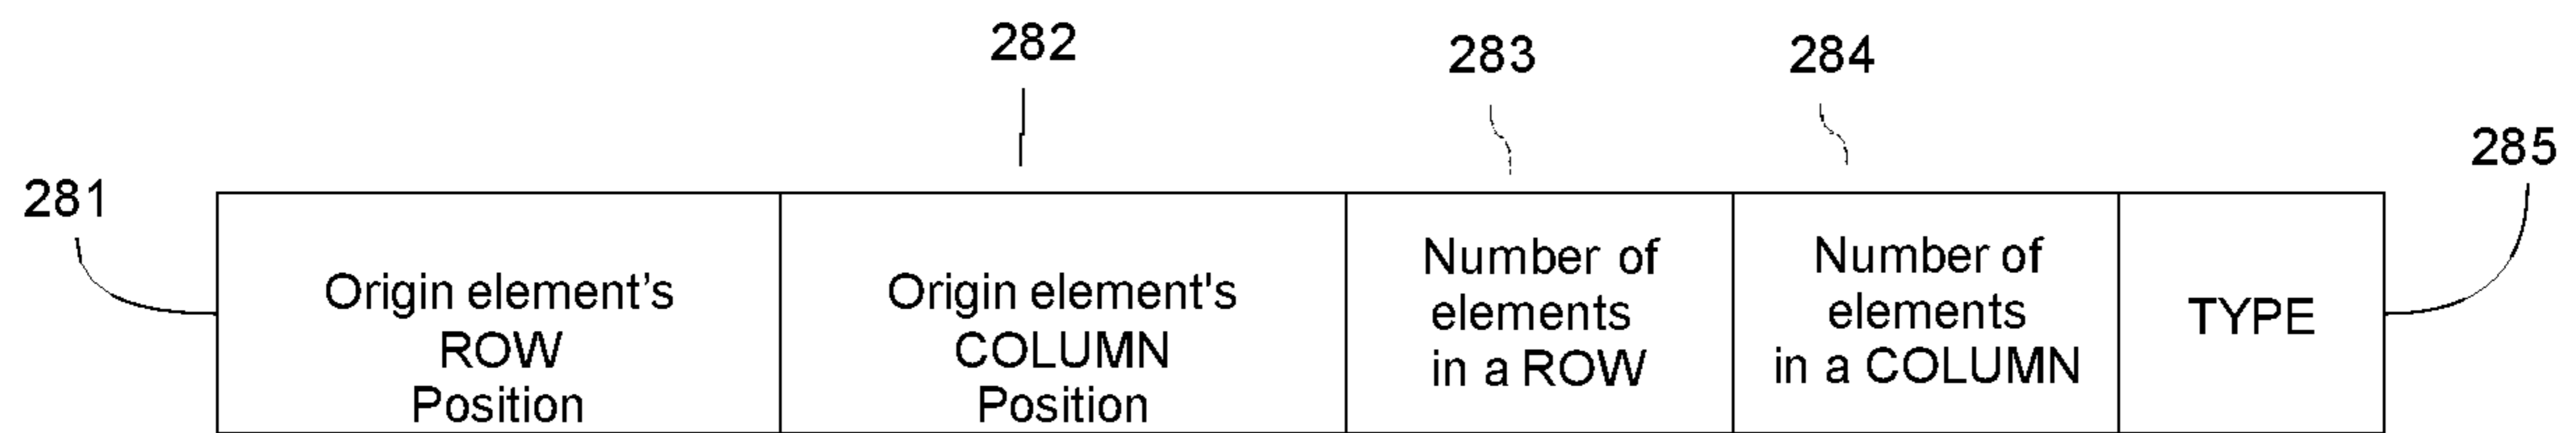 282
283
284
285
281
Origin element’s
ROW
Position
Origin element's
COLUMN
Position
Number of
elements
in a ROW
Number of
elements
in a COLUMN
TYPE